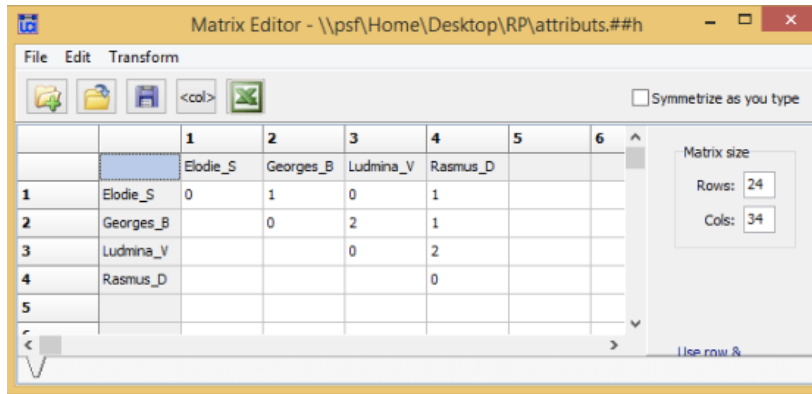 Matrix Editor - \\psf\Home\Desktop\RP\attributs.##h
File Edit Transform
<col> Symmetrize as you type
1 2 3 4 5 6
Elodie_S Georges_B Ludmina_V Rasmus_D
1 Elodie_S 0 1 0 1
2 Georges_B 0 2 1
3 Ludmina_V 0 2
4 Rasmus_D 0
5
Matrix size
Rows: 24
Cols: 34
Use row &